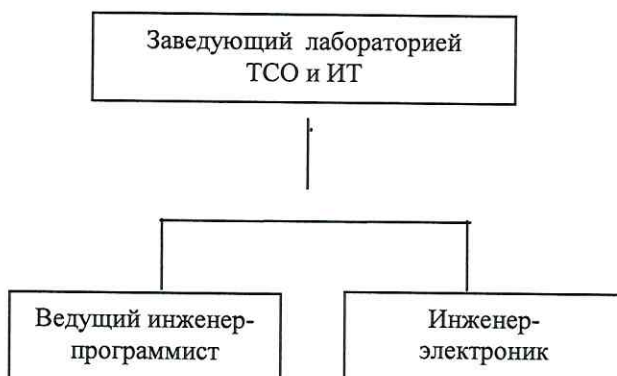 Заведующий лабораторией
ТСО и ИТ
Ведущий инженер-
программист
Инженер-
электроник